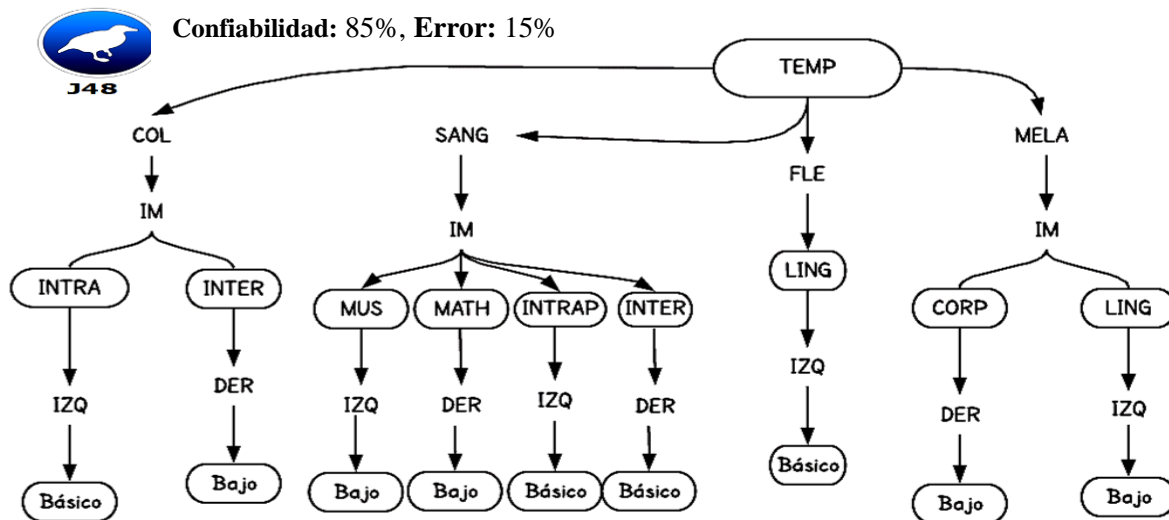 Confiabilidad: 85%, Error: 15%
J48
TEMP
COL
SANG
MELA
FLE
IM
IM
IM
LING
INTRA
INTER
MUS
MATH
INTRAP
INTER
CORP
LING
IZQ
DER
IZQ
DER
IZQ
DER
IZQ
DER
IZQ
Básico
Bajo
Bajo
Bajo
Básico
Básico
Básico
Bajo
Bajo